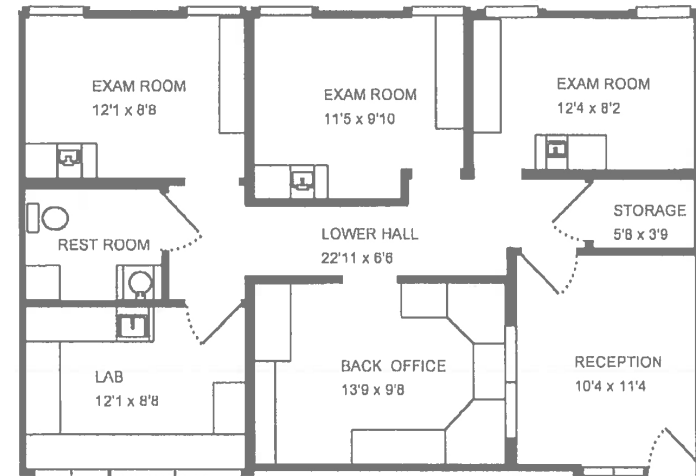 EXAM ROOM
12'1 x 8'8
EXAM ROOM
11'5 x 9'10
EXAM ROOM
12'4 x 8'2
REST ROOM
LOWER HALL
22'11 x 6'6
STORAGE
5'8 x 3'9
LAB
12'1 x 8'8
BACK OFFICE
13'9 x 9'8
RECEPTION
10'4 x 11'4